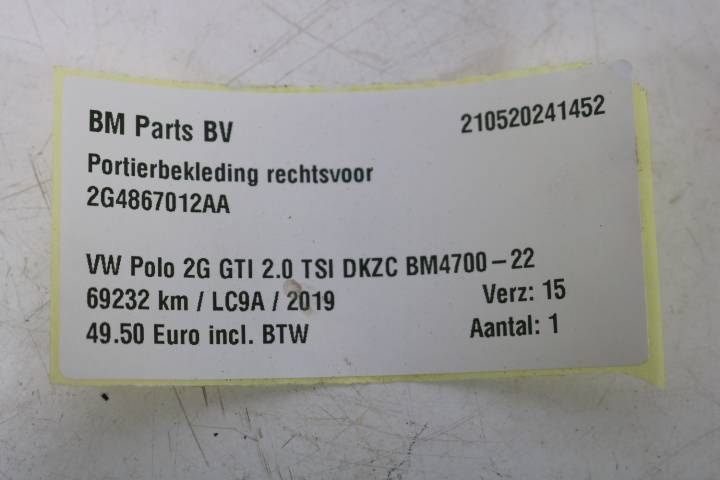 BM Parts BV 210520241452
Portierbekleding rechtsvoor
2G4867012AA
VW Polo 2G GTI 2.0 TSI DKZC BM4700-22
69232 km / LC9A / 2019 Verz: 15
49.50 Euro incl. BTW Aantal: 1